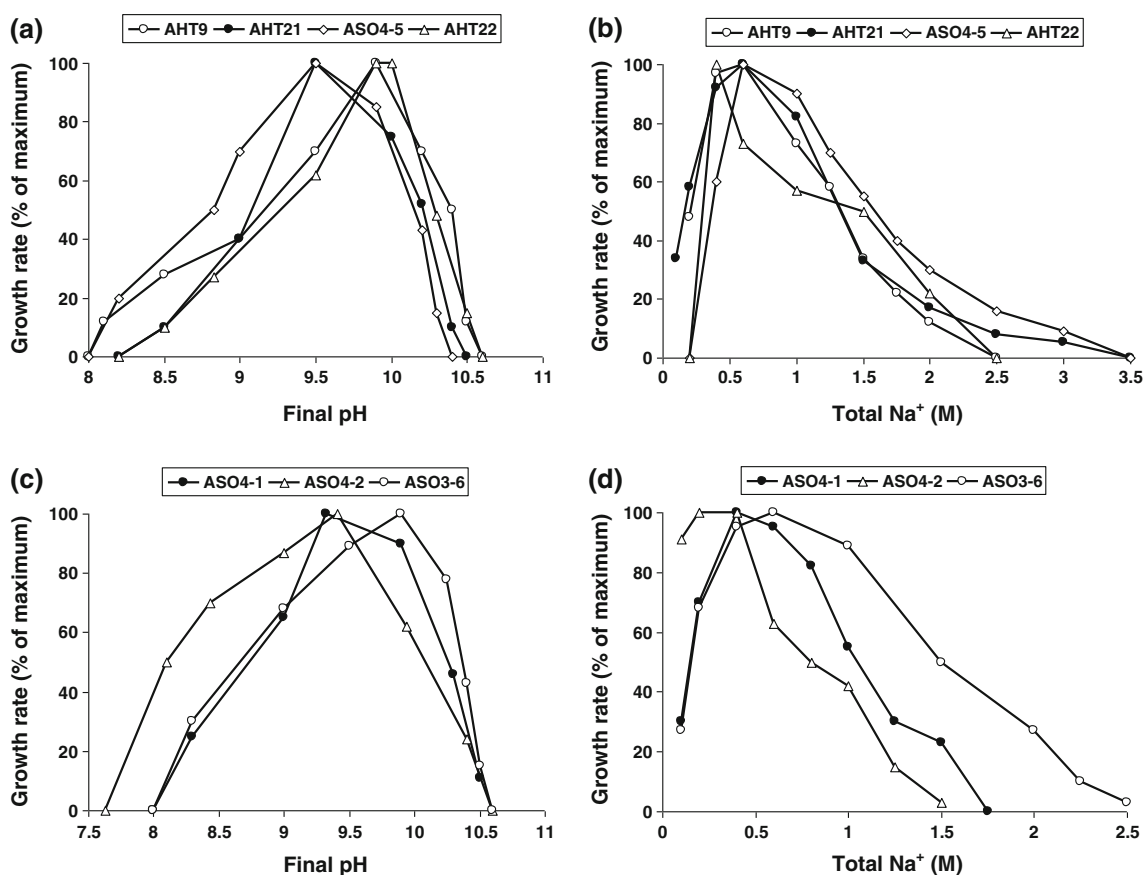 (a)
AHT9 AHT21 ASO4-5 AHT22
Growth rate (% of maximum)
100
80
60
40
20
0
8 8.5 9 9.5 10 10.5 11
Final pH
(b)
AHT9 AHT21 ASO4-5 AHT22
Growth rate (% of maximum)
100
80
60
40
20
0
0 0.5 1 1.5 2 2.5 3 3.5
Total Na⁺ (M)
(c)
ASO4-1 ASO4-2 ASO3-6
Growth rate (% of maximum)
100
80
60
40
20
0
7.5 8 8.5 9 9.5 10 10.5 11
Final pH
(d)
ASO4-1 ASO4-2 ASO3-6
Growth rate (% of maximum)
100
80
60
40
20
0
0 0.5 1 1.5 2 2.5
Total Na⁺ (M)